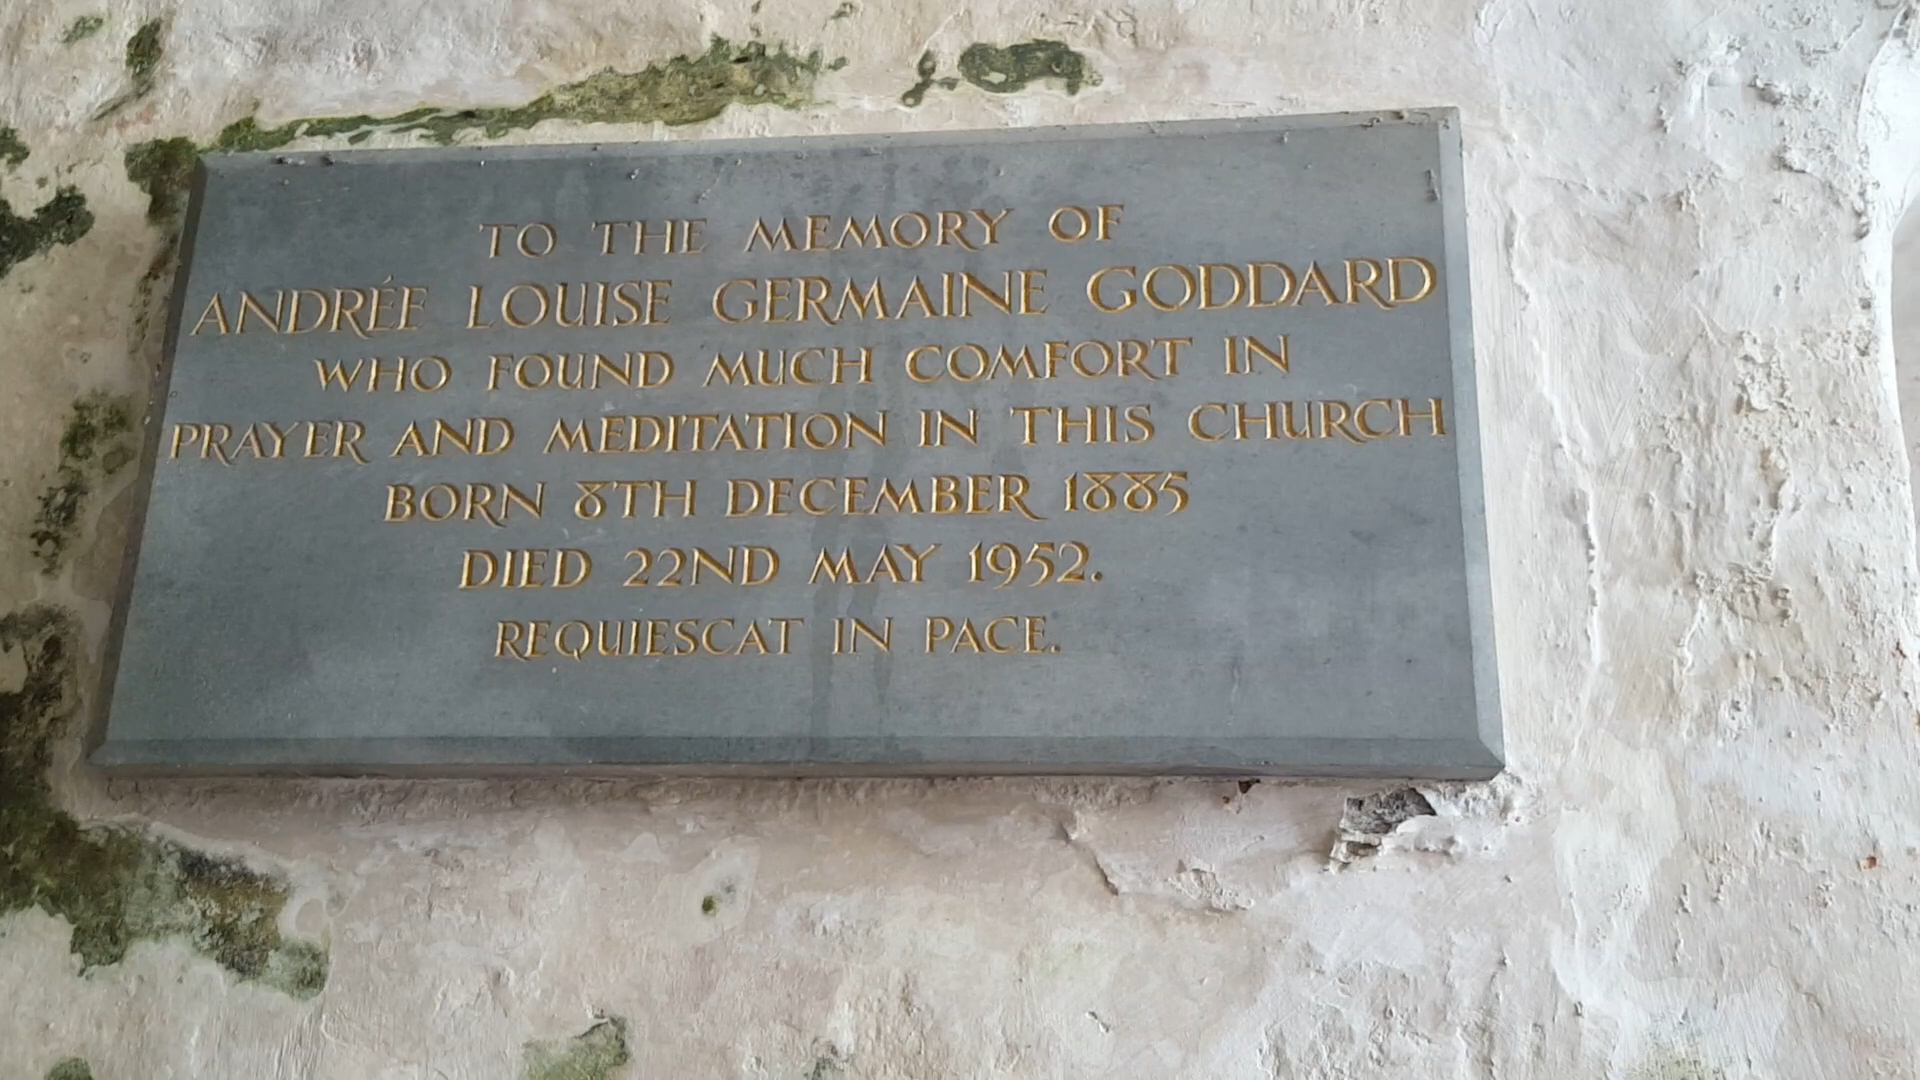 TO THE MEMORY OF
ANDRÉE LOUISE GERMAINE GODDARD
WHO FOUND MUCH COMFORT IN
PRAYER AND MEDITATION IN THIS CHURCH
BORN 8TH DECEMBER 1885
DIED 22ND MAY 1952.
REQUIESCAT IN PACE.